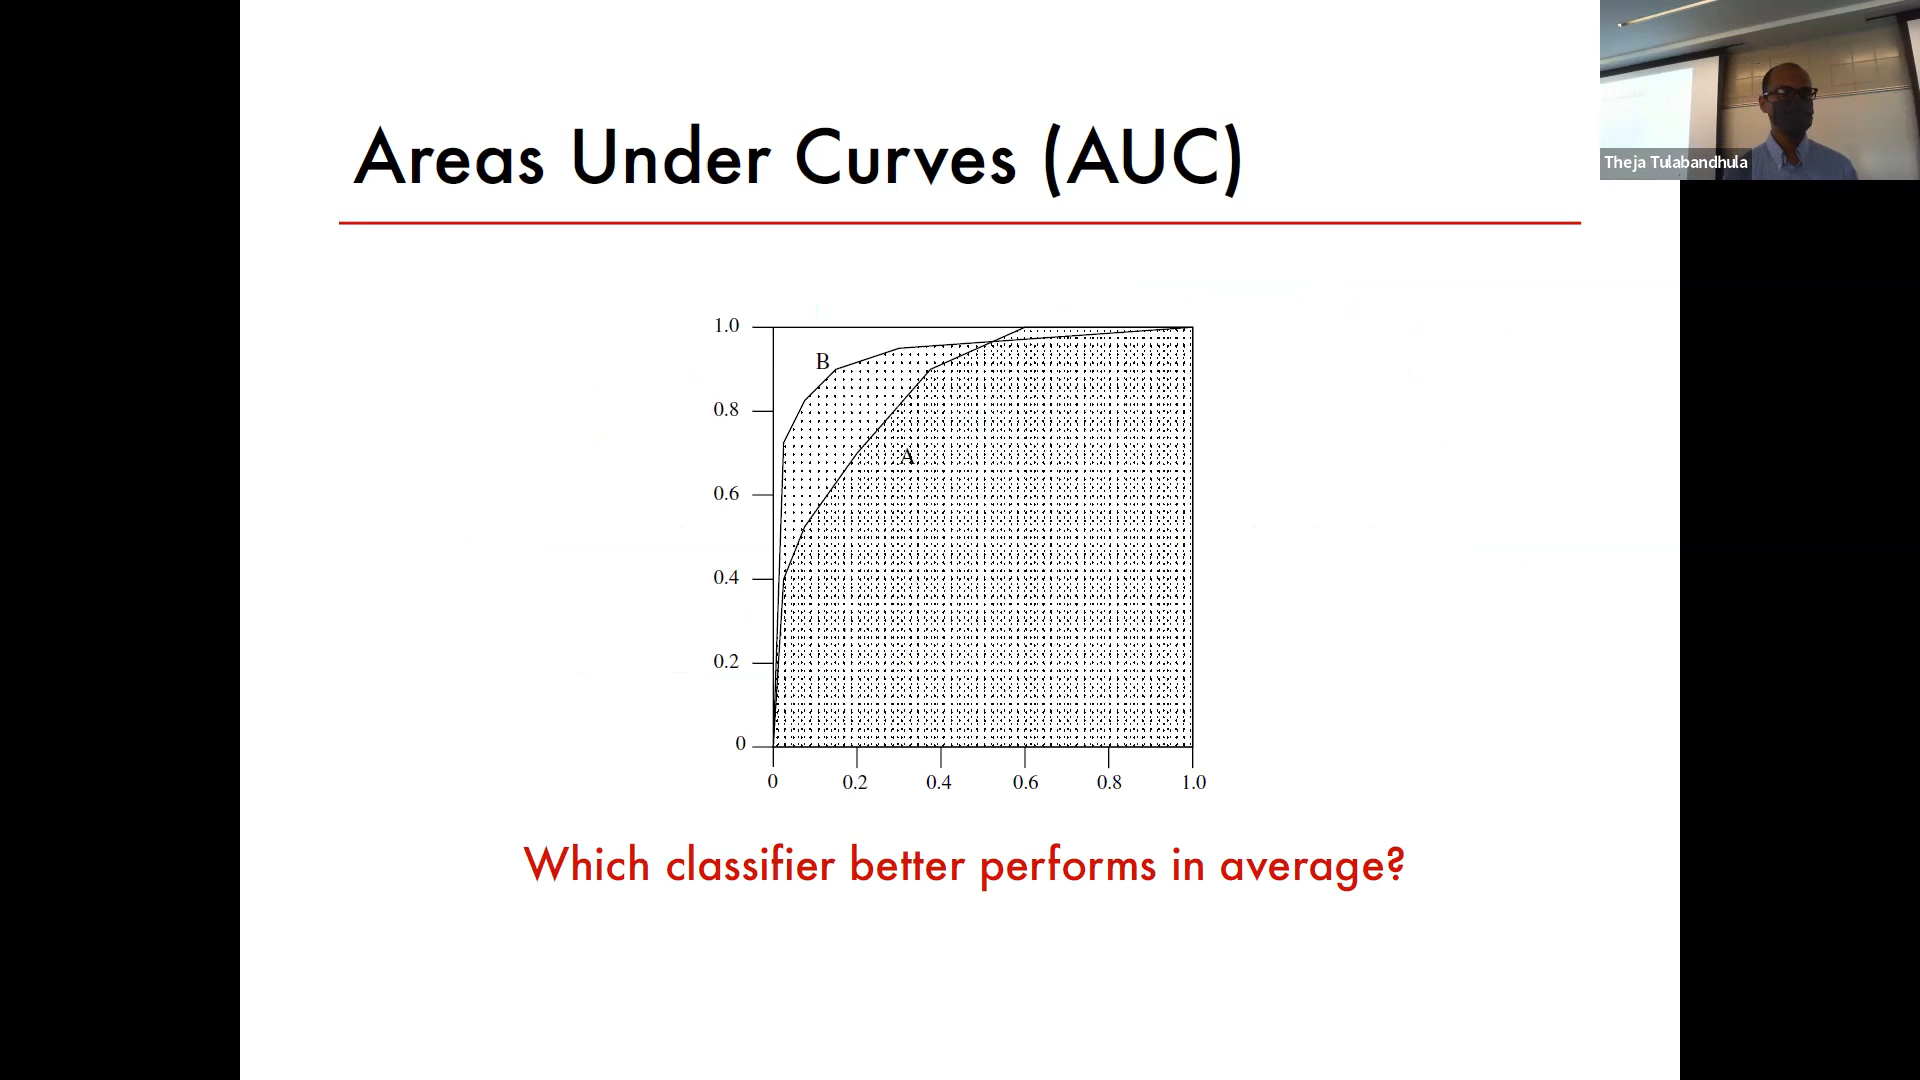 Areas Under Curves (AUC)
Theja Tulabandhula
1.0
B
0.8
A
0.6
0.4
0.2
0
0 0.2 0.4 0.6 0.8 1.0
Which classifier better performs in average?